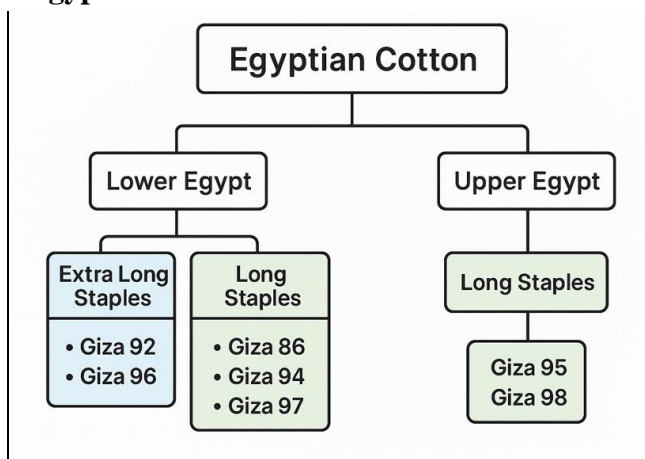 Egyptian Cotton
Lower Egypt
Upper Egypt
Extra Long
Staples
• Giza 92
• Giza 96
Long
Staples
• Giza 86
• Giza 94
• Giza 97
Long Staples
Giza 95
Giza 98